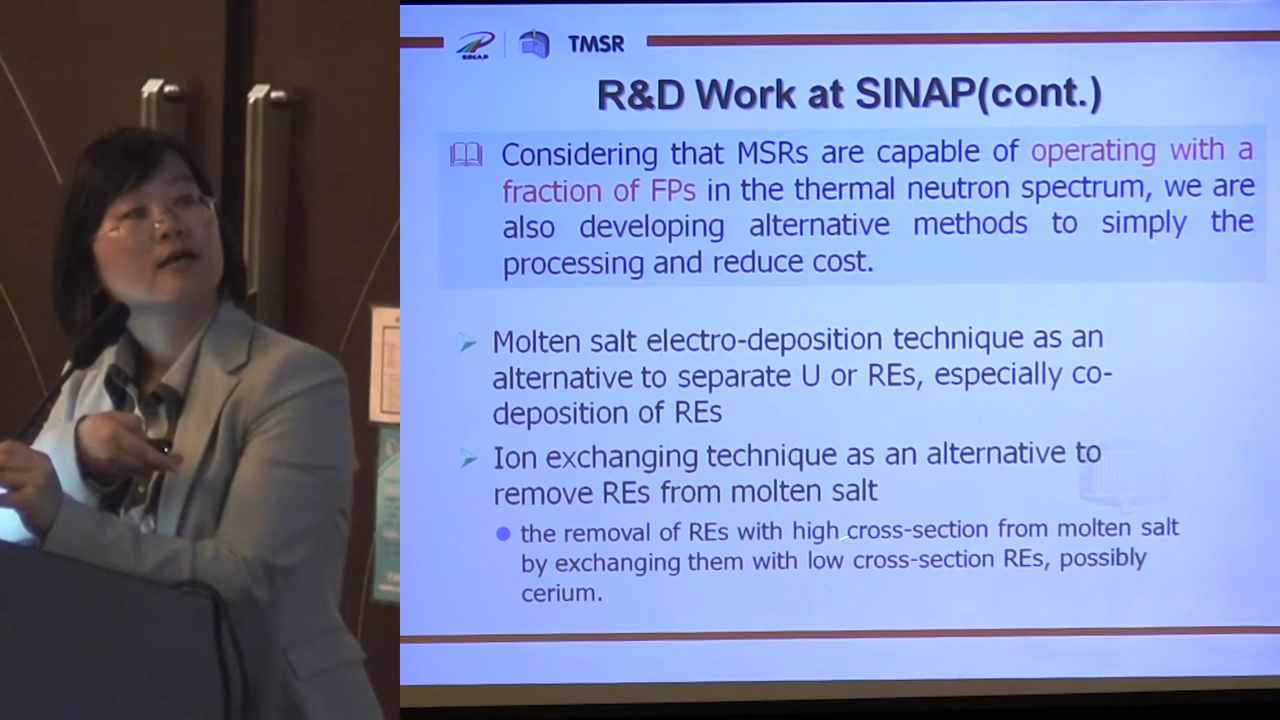 SINAP
TMSR
R&D Work at SINAP(cont.)
Considering that MSRs are capable of operating with a
fraction of FPs in the thermal neutron spectrum, we are
also developing alternative methods to simply the
processing and reduce cost.
Molten salt electro-deposition technique as an
alternative to separate U or REs, especially co-
deposition of REs
Ion exchanging technique as an alternative to
remove REs from molten salt
the removal of REs with high cross-section from molten salt
by exchanging them with low cross-section REs, possibly
cerium.